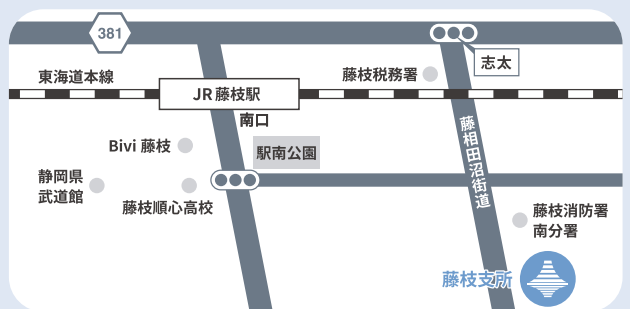 381
志太
東海道本線
藤枝税務署
JR藤枝駅
南口
藤相田沼街道
Bivi 藤枝
駅南公園
静岡県
武道館
藤枝順心高校
藤枝消防署
南分署
藤枝支所